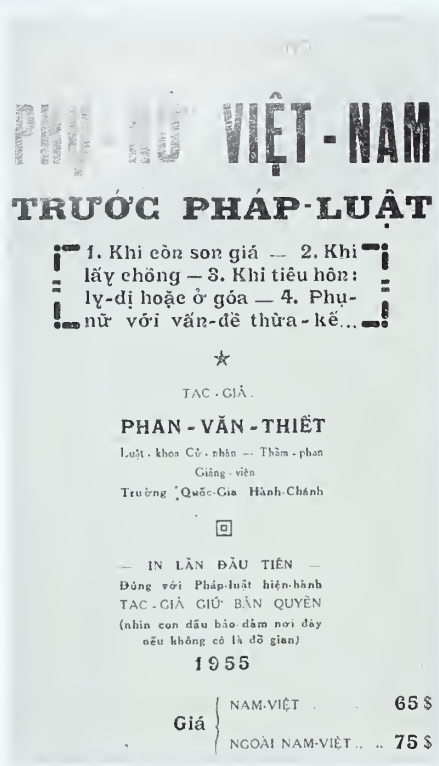 VIỆT - NAM
TRƯỚC PHÁP-LUẬT
1. Khi còn son giá — 2. Khi
lấy chồng — 3. Khi tiêu hôn:
ly-dị hoặc ở góa — 4. Phụ-
nữ với vấn-đề thừa-kế...
TÁC - GIẢ
PHAN - VĂN - THIẾT
Luật - khoa Cử - nhân — Thẩm - phán
Giảng - viên
Trường Quốc-Gia Hành-Chánh
— IN LẦN ĐẦU TIÊN —
Đúng với Pháp-luật hiện-hành
TÁC - GIẢ GIỮ BẢN QUYỀN
(nhìn con dấu bảo-đảm nơi đây
nếu không có là đồ gian)
1955
Giá
NAM-VIỆT . 65 $
NGOÀI NAM-VIỆT .. .. 75 $